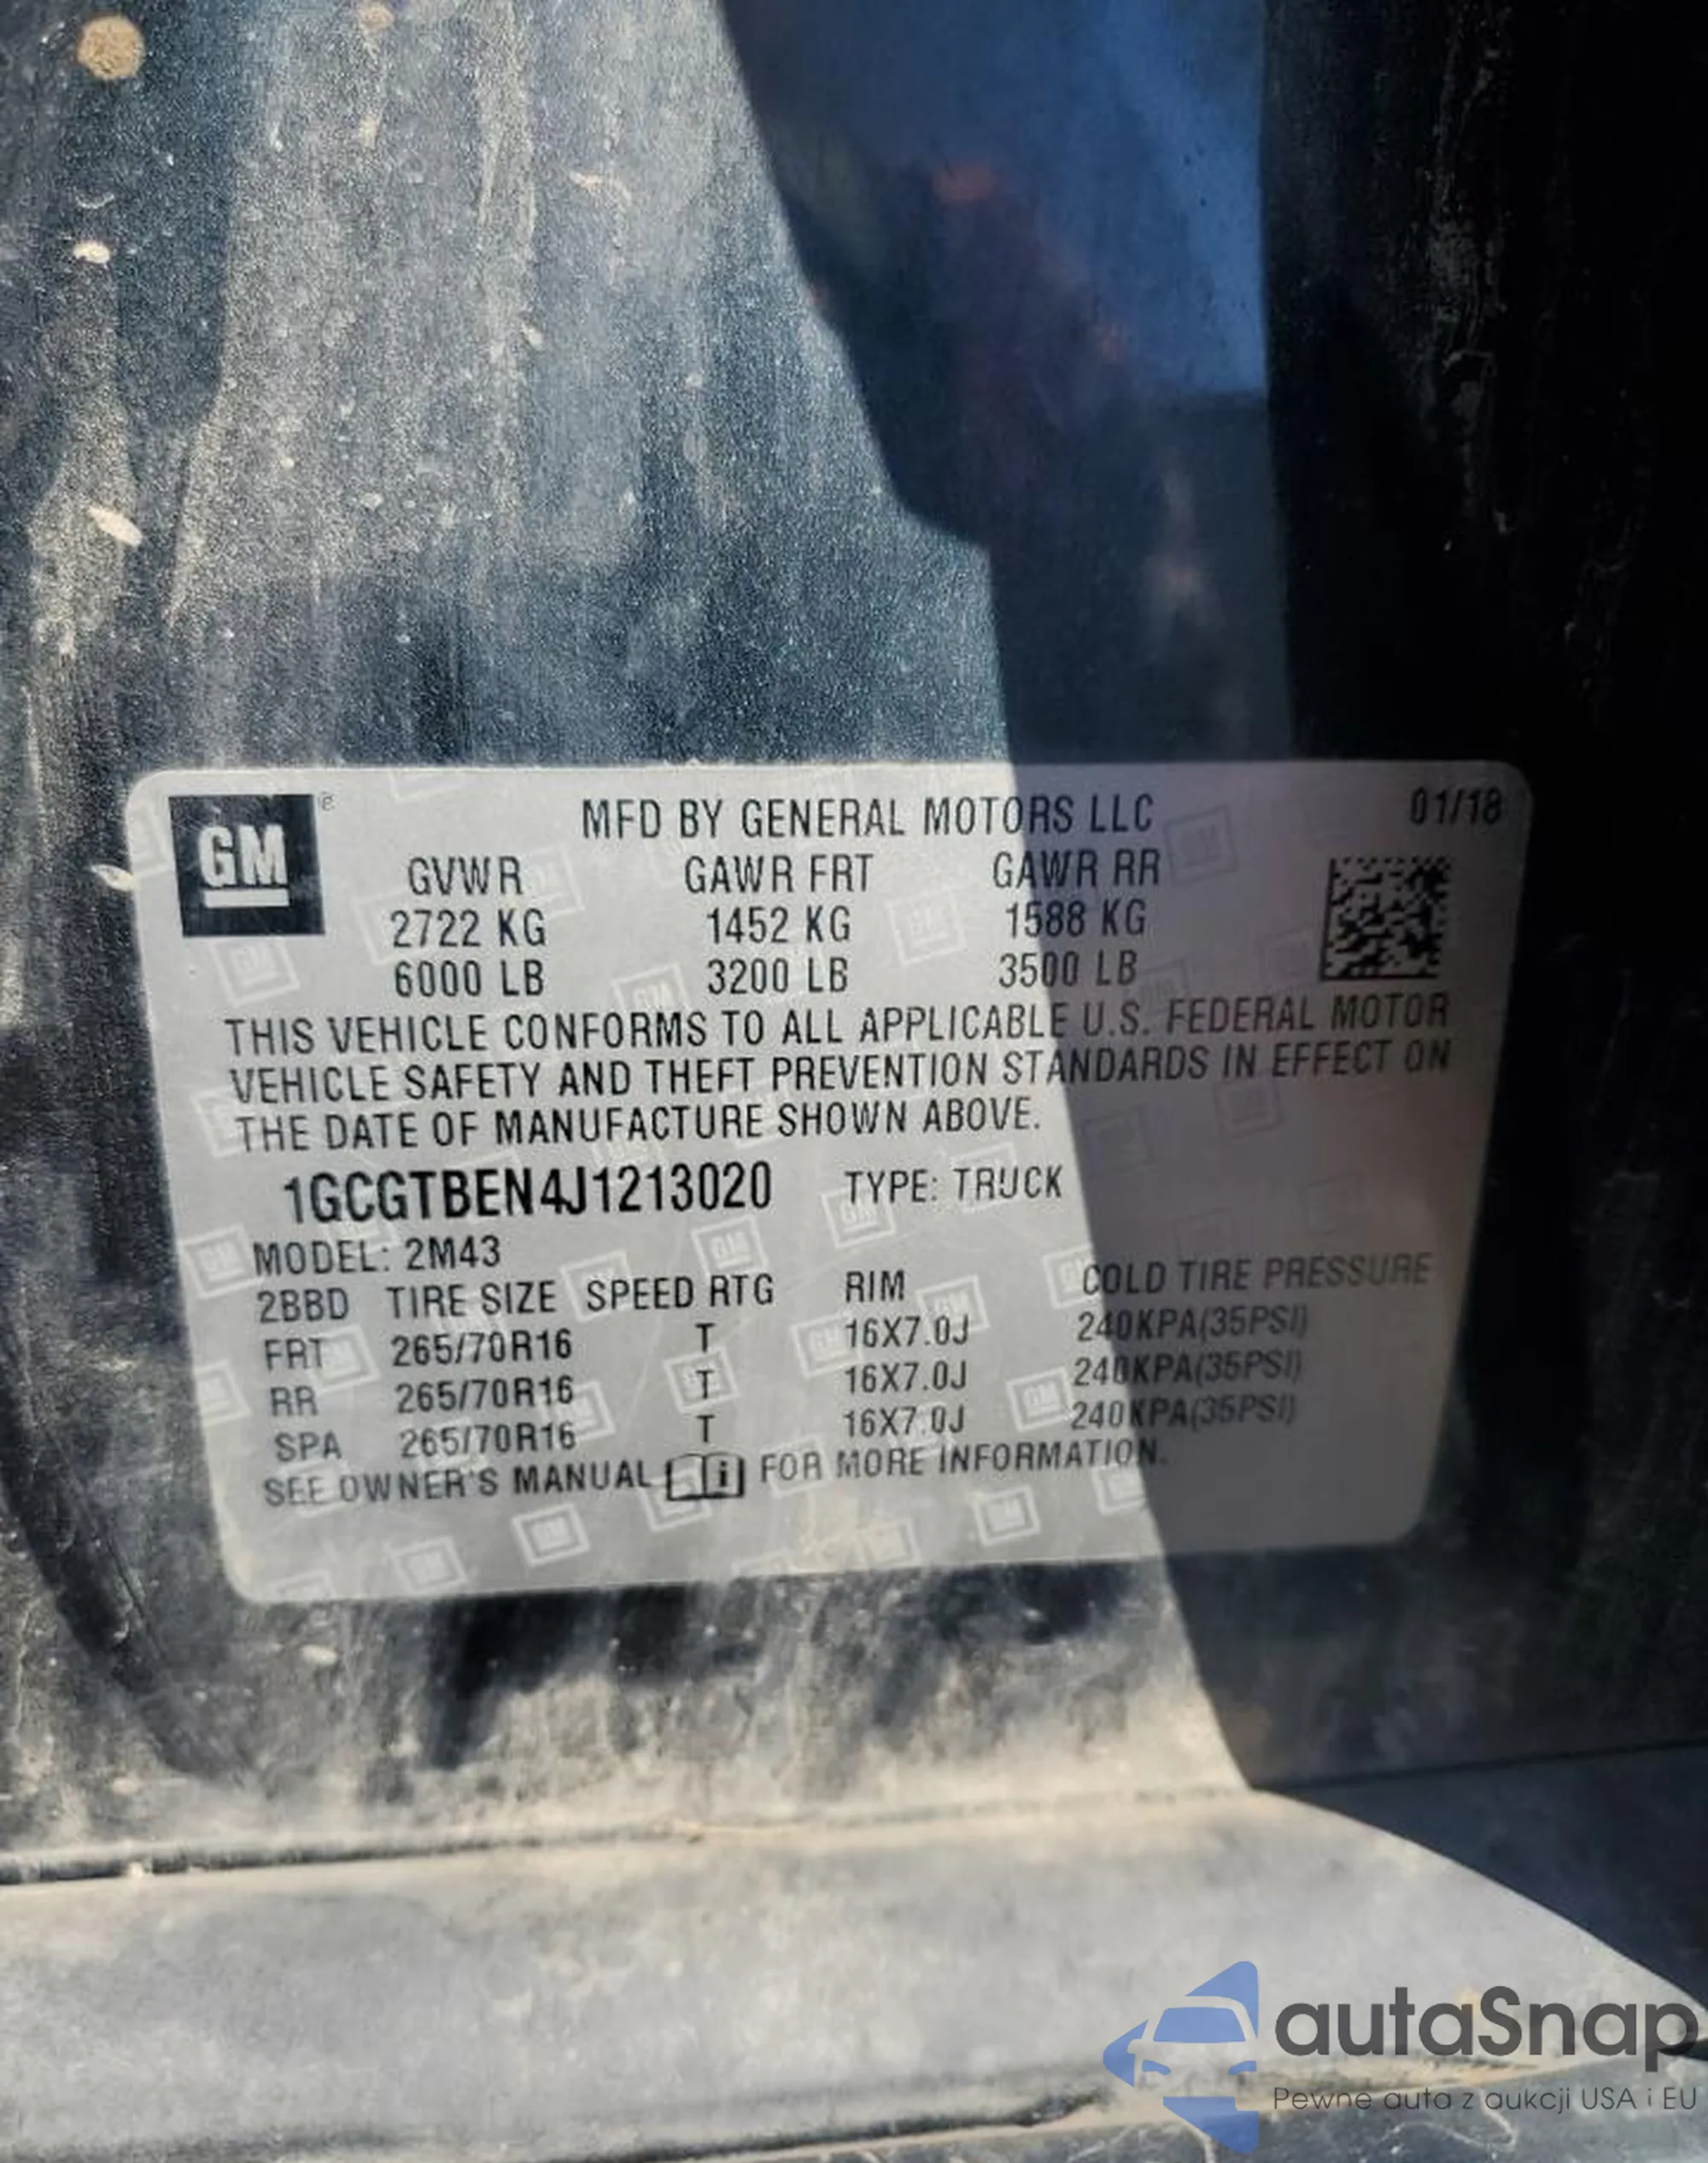 GM®
MFD BY GENERAL MOTORS LLC 01/18
GVWR GAWR FRT GAWR RR
2722 KG 1452 KG 1588 KG
6000 LB 3200 LB 3500 LB
THIS VEHICLE CONFORMS TO ALL APPLICABLE U.S. FEDERAL MOTOR
VEHICLE SAFETY AND THEFT PREVENTION STANDARDS IN EFFECT ON
THE DATE OF MANUFACTURE SHOWN ABOVE.
1GCGTBEN4J1213020 TYPE: TRUCK
MODEL: 2M43
2BBD TIRE SIZE SPEED RTG RIM COLD TIRE PRESSURE
FRT 265/70R16 T 16X7.0J 240KPA(35PSI)
RR 265/70R16 T 16X7.0J 240KPA(35PSI)
SPA 265/70R16 T 16X7.0J 240KPA(35PSI)
SEE OWNER'S MANUAL i FOR MORE INFORMATION.
autaSnap
Pewne auta z aukcji USA i EU